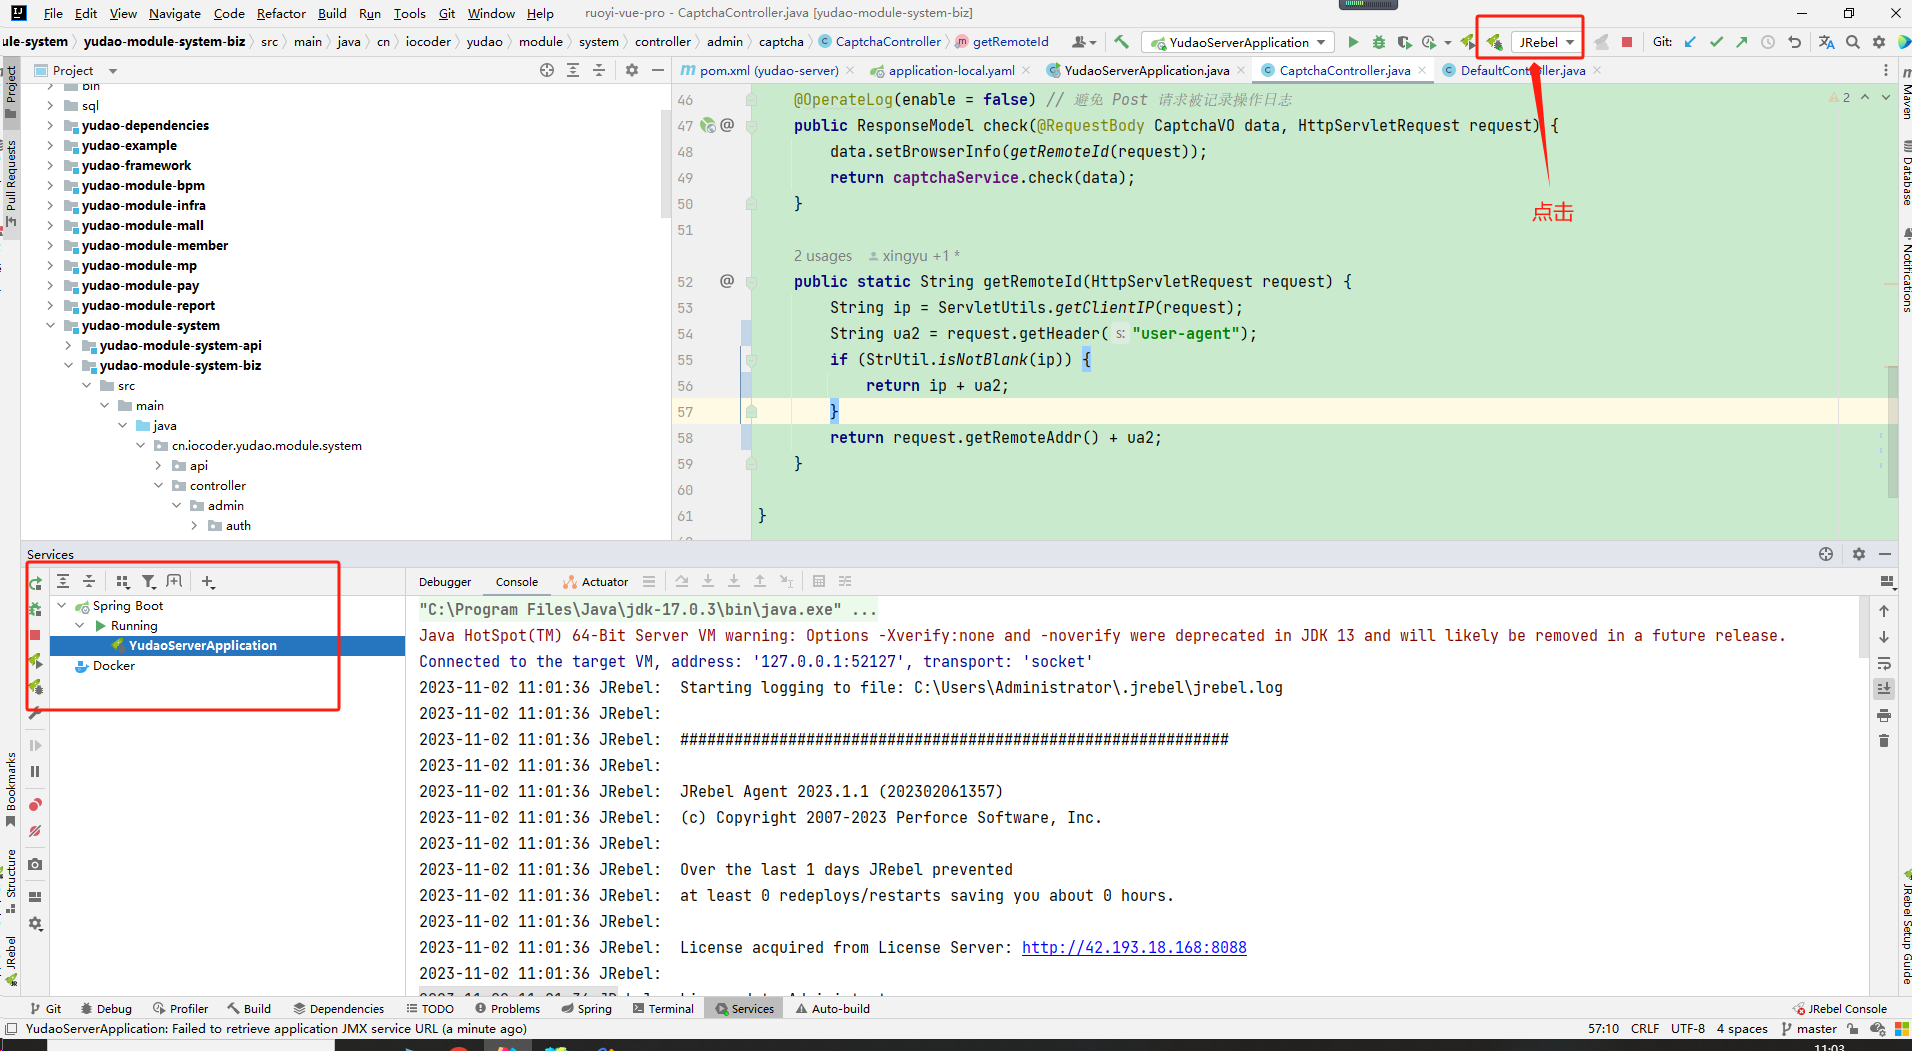 File Edit View Navigate Code Refactor Build Run Tools Git Window Help ruoyi-vue-pro - CaptchaController.java [yudao-module-system-biz]
ule-system yudao-module-system-biz src main java cn iocoder yudao module system controller admin captcha CaptchaController getRemoteId YudaoServerApplication JRebel Git:
Project
pom.xml (yudao-server) application-local.yaml YudaoServerApplication.java CaptchaController.java DefaultController.java
bin
sql
yudao-dependencies
yudao-example
yudao-framework
yudao-module-bpm
yudao-module-infra
yudao-module-mall
yudao-module-member
yudao-module-mp
yudao-module-pay
yudao-module-report
yudao-module-system
yudao-module-system-api
yudao-module-system-biz
src
main
java
cn.iocoder.yudao.module.system
api
controller
admin
auth
46 @OperateLog(enable = false) // 避免 Post 请求被记录操作日志
2
47 public ResponseModel check(@RequestBody CaptchaVO data, HttpServletRequest request) {
48 data.setBrowserInfo(getRemoteId(request));
49 return captchaService.check(data);
50 }
51
2 usages xingyu +1 *
52 public static String getRemoteId(HttpServletRequest request) {
53 String ip = ServletUtils.getClientIP(request);
54 String ua2 = request.getHeader( s: "user-agent");
55 if (StrUtil.isNotBlank(ip)) {
56 return ip + ua2;
57 }
58 return request.getRemoteAddr() + ua2;
59 }
60
61 }
点击
Project
Pull Requests
Bookmarks
Structure
JRebel
Maven
Database
Notifications
JRebel Setup Guide
Services
Spring Boot
Running
YudaoServerApplication
Docker
Debugger Console Actuator
"C:\Program Files\Java\jdk-17.0.3\bin\java.exe" ...
Java HotSpot(TM) 64-Bit Server VM warning: Options -Xverify:none and -noverify were deprecated in JDK 13 and will likely be removed in a future release.
Connected to the target VM, address: '127.0.0.1:52127', transport: 'socket'
2023-11-02 11:01:36 JRebel: Starting logging to file: C:\Users\Administrator\.jrebel\jrebel.log
2023-11-02 11:01:36 JRebel:
2023-11-02 11:01:36 JRebel: #############################################################
2023-11-02 11:01:36 JRebel:
2023-11-02 11:01:36 JRebel: JRebel Agent 2023.1.1 (202302061357)
2023-11-02 11:01:36 JRebel: (c) Copyright 2007-2023 Perforce Software, Inc.
2023-11-02 11:01:36 JRebel:
2023-11-02 11:01:36 JRebel: Over the last 1 days JRebel prevented
2023-11-02 11:01:36 JRebel: at least 0 redeploys/restarts saving you about 0 hours.
2023-11-02 11:01:36 JRebel:
2023-11-02 11:01:36 JRebel: License acquired from License Server: http://42.193.18.168:8088
2023-11-02 11:01:36 JRebel:
Git Debug Profiler Build Dependencies TODO Problems Spring Terminal Services Auto-build JRebel Console
YudaoServerApplication: Failed to retrieve application JMX service URL (a minute ago) 57:10 CRLF UTF-8 4 spaces master
11:03